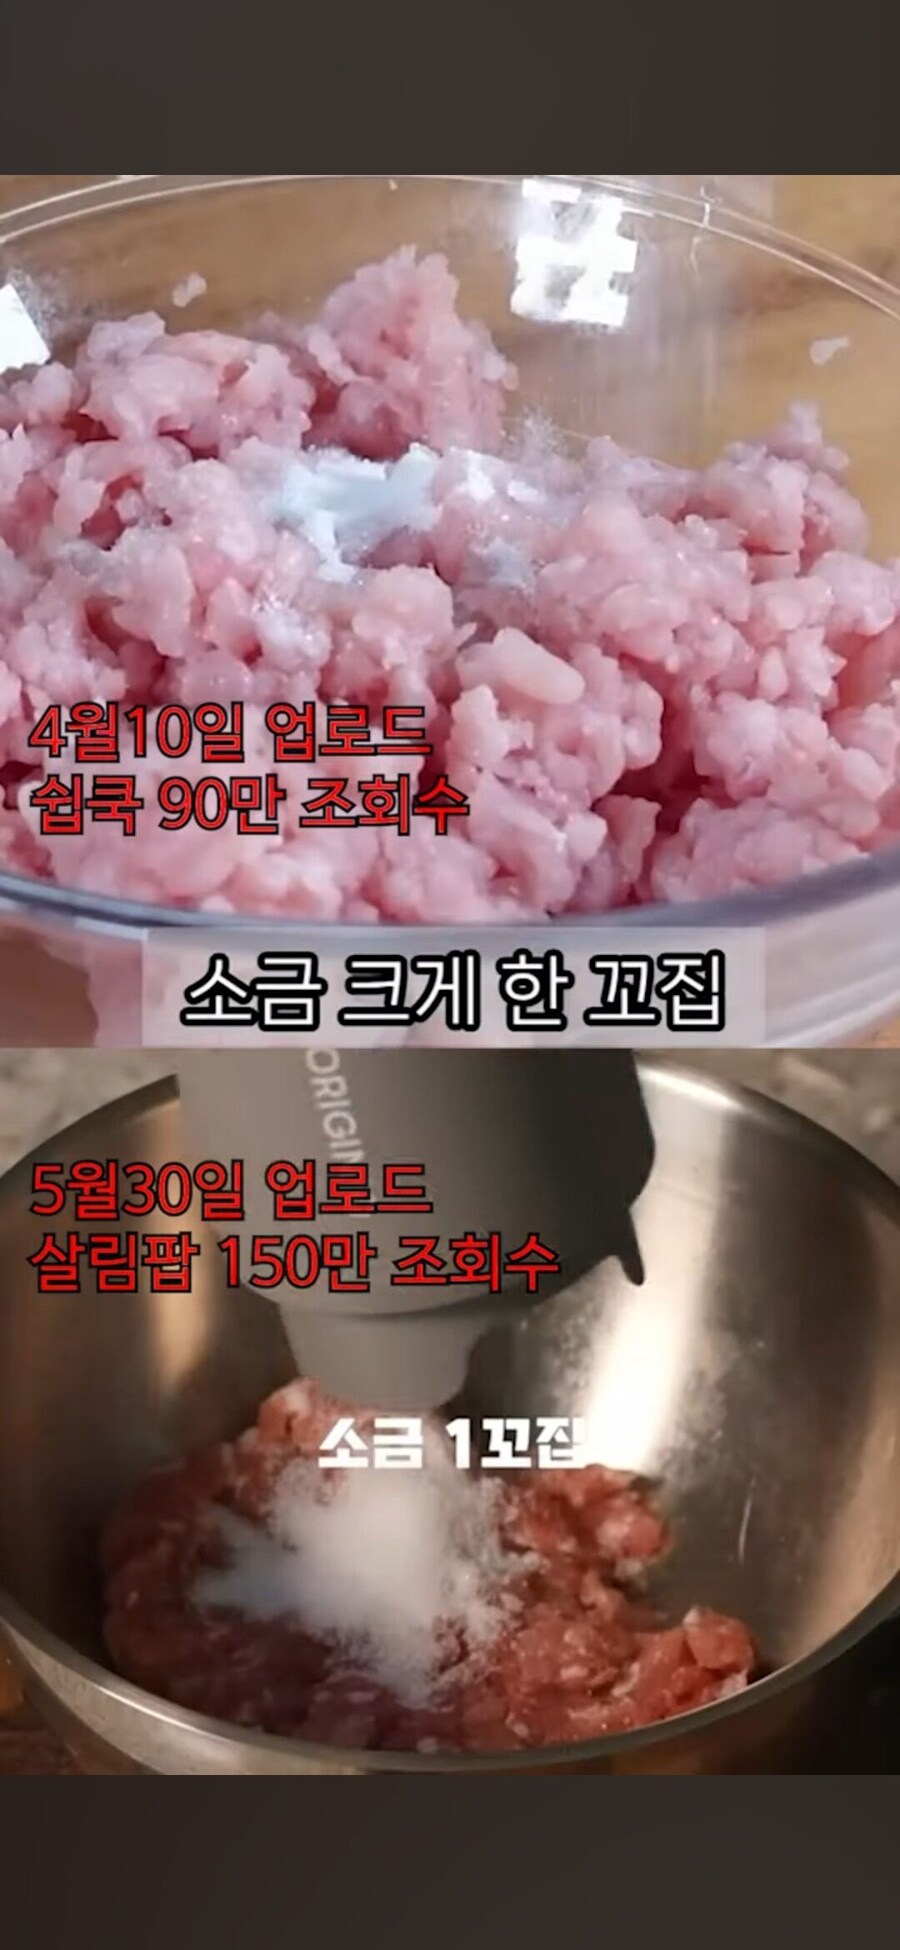 4월10일 업로드
쉽쿡 90만 조회수
소금 크게 한 꼬집
ORIGIN
5월30일 업로드
살림팝 150만 조회수
소금 1꼬집